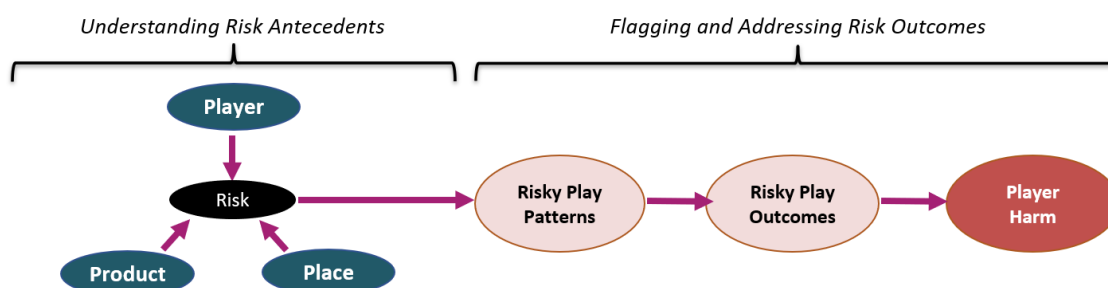 Understanding Risk Antecedents
Flagging and Addressing Risk Outcomes
Player
Risk
Product
Place
Risky Play
Patterns
Risky Play
Outcomes
Player
Harm